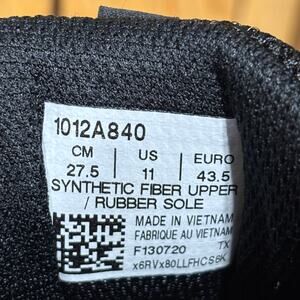 1012A840
CM US EURO
27.5 11 43.5
SYNTHETIC FIBER UPPER
/ RUBBER SOLE
MADE IN VIETNAM
FABRIQUE AU VIETNAM
F130720 TX
x6RVx80LLFHCS6K